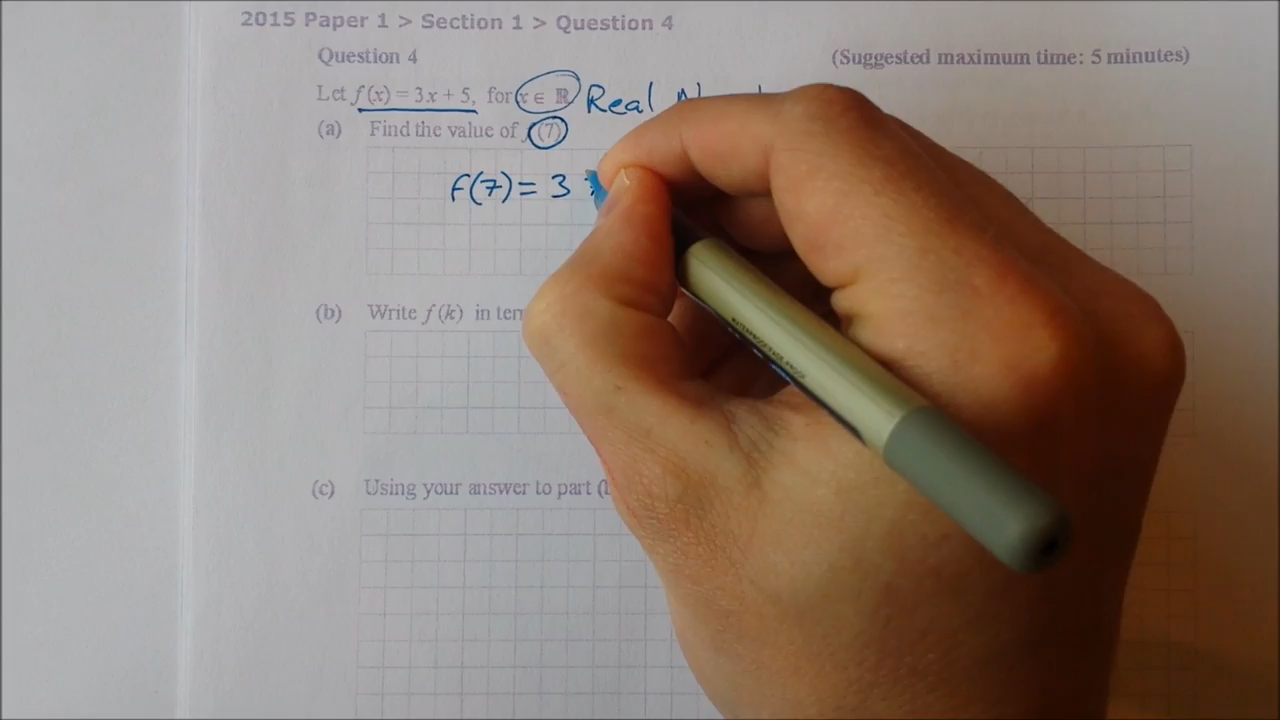 2015 Paper 1 > Section 1 > Question 4
Question 4 (Suggested maximum time: 5 minutes)
Let f(x) = 3x + 5, for x ∈ ℝ Real
(a) Find the value of f(7)
f(7) = 3
(b) Write f(k) in
(c) Using your answer to part